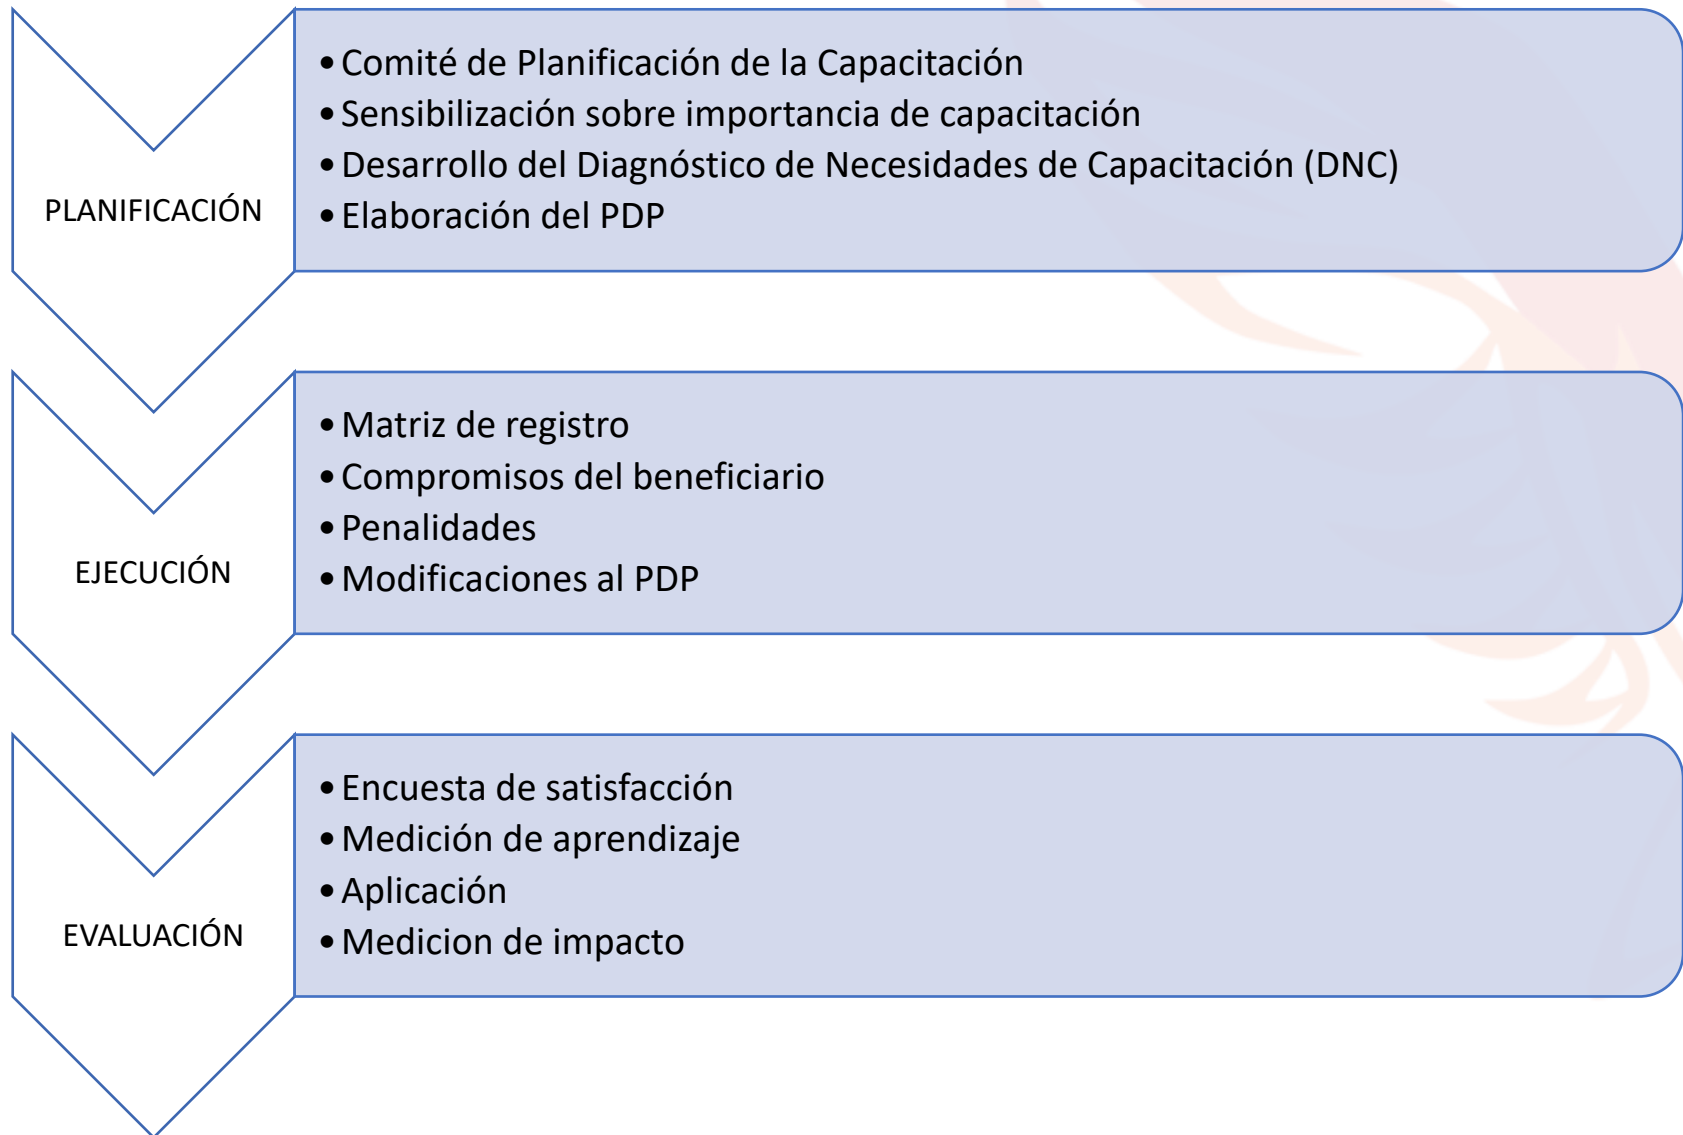 PLANIFICACIÓN
•Comité de Planificación de la Capacitación
•Sensibilización sobre importancia de capacitación
•Desarrollo del Diagnóstico de Necesidades de Capacitación (DNC)
•Elaboración del PDP
EJECUCIÓN
•Matriz de registro
•Compromisos del beneficiario
•Penalidades
•Modificaciones al PDP
EVALUACIÓN
•Encuesta de satisfacción
•Medición de aprendizaje
•Aplicación
•Medicion de impacto